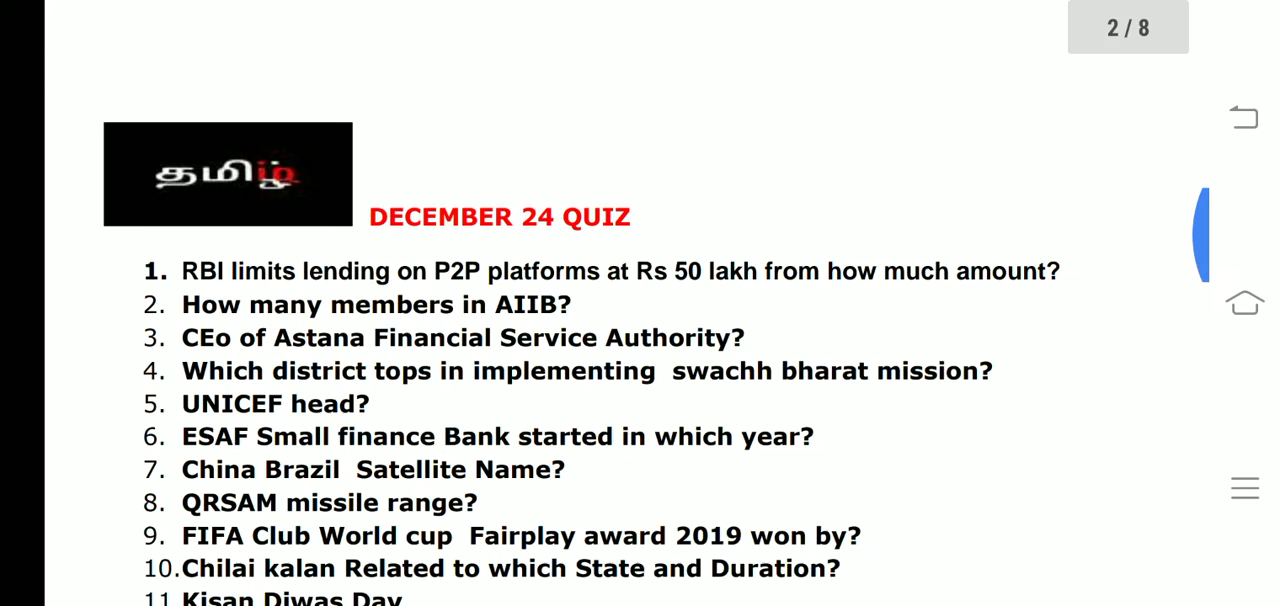 2 / 8
தமிழ்
DECEMBER 24 QUIZ
1. RBI limits lending on P2P platforms at Rs 50 lakh from how much amount?
2. How many members in AIIB?
3. CEo of Astana Financial Service Authority?
4. Which district tops in implementing swachh bharat mission?
5. UNICEF head?
6. ESAF Small finance Bank started in which year?
7. China Brazil Satellite Name?
8. QRSAM missile range?
9. FIFA Club World cup Fairplay award 2019 won by?
10.Chilai kalan Related to which State and Duration?
11 Kisan Diwas Day